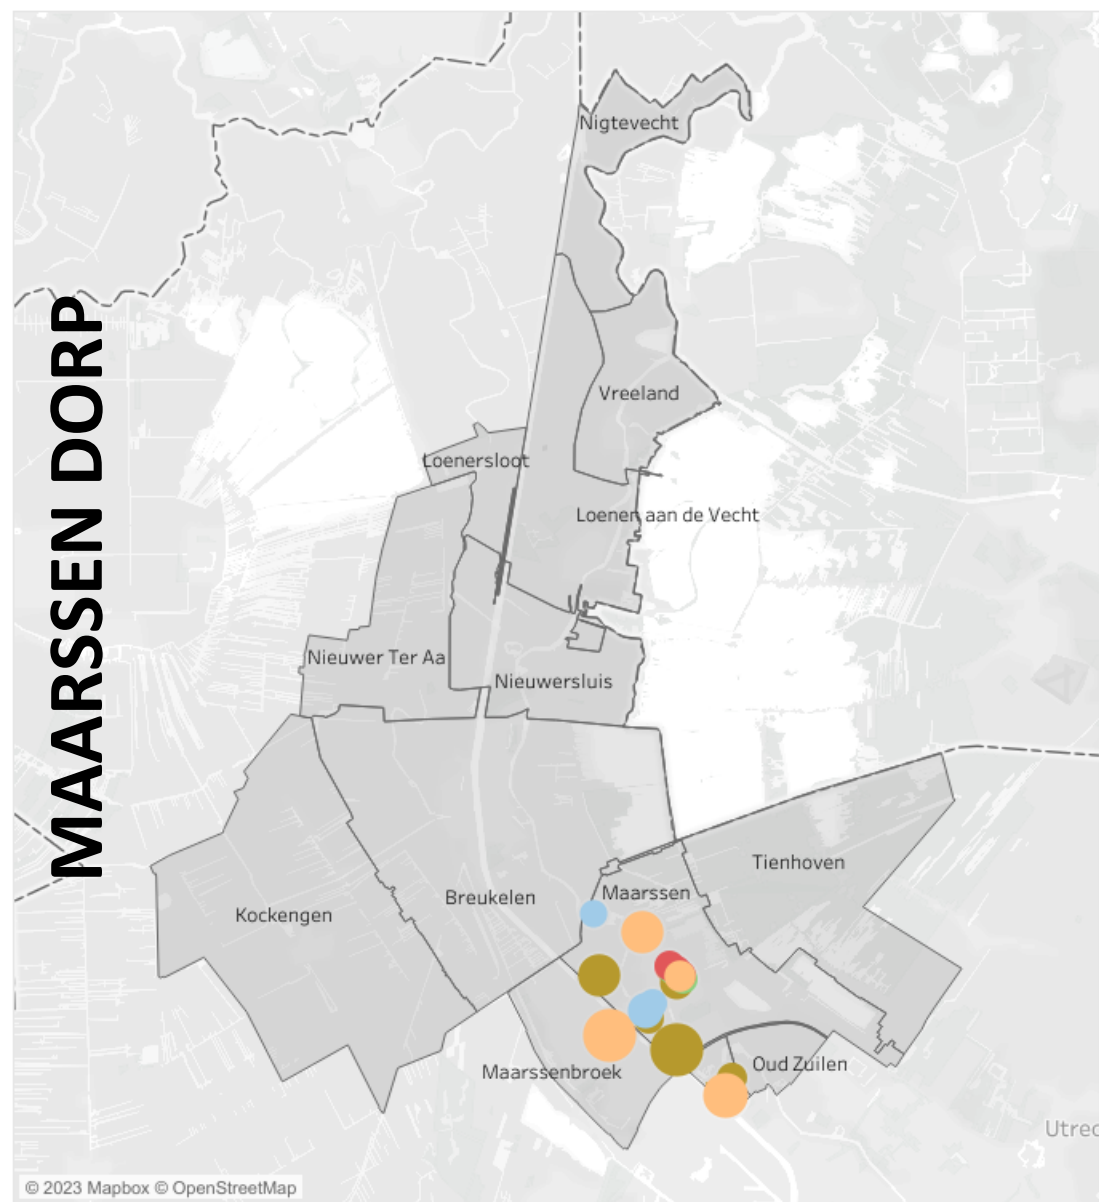 MAARSSEN DORP
Nigtevecht
Vreeland
Loenersloot
Loenen aan de Vecht
Nieuwer Ter Aa
Nieuwersluis
Tienhoven
Maarssen
Breukelen
Kockengen
Oud Zuilen
Maarssenbroek
Utrec
© 2023 Mapbox © OpenStreetMap